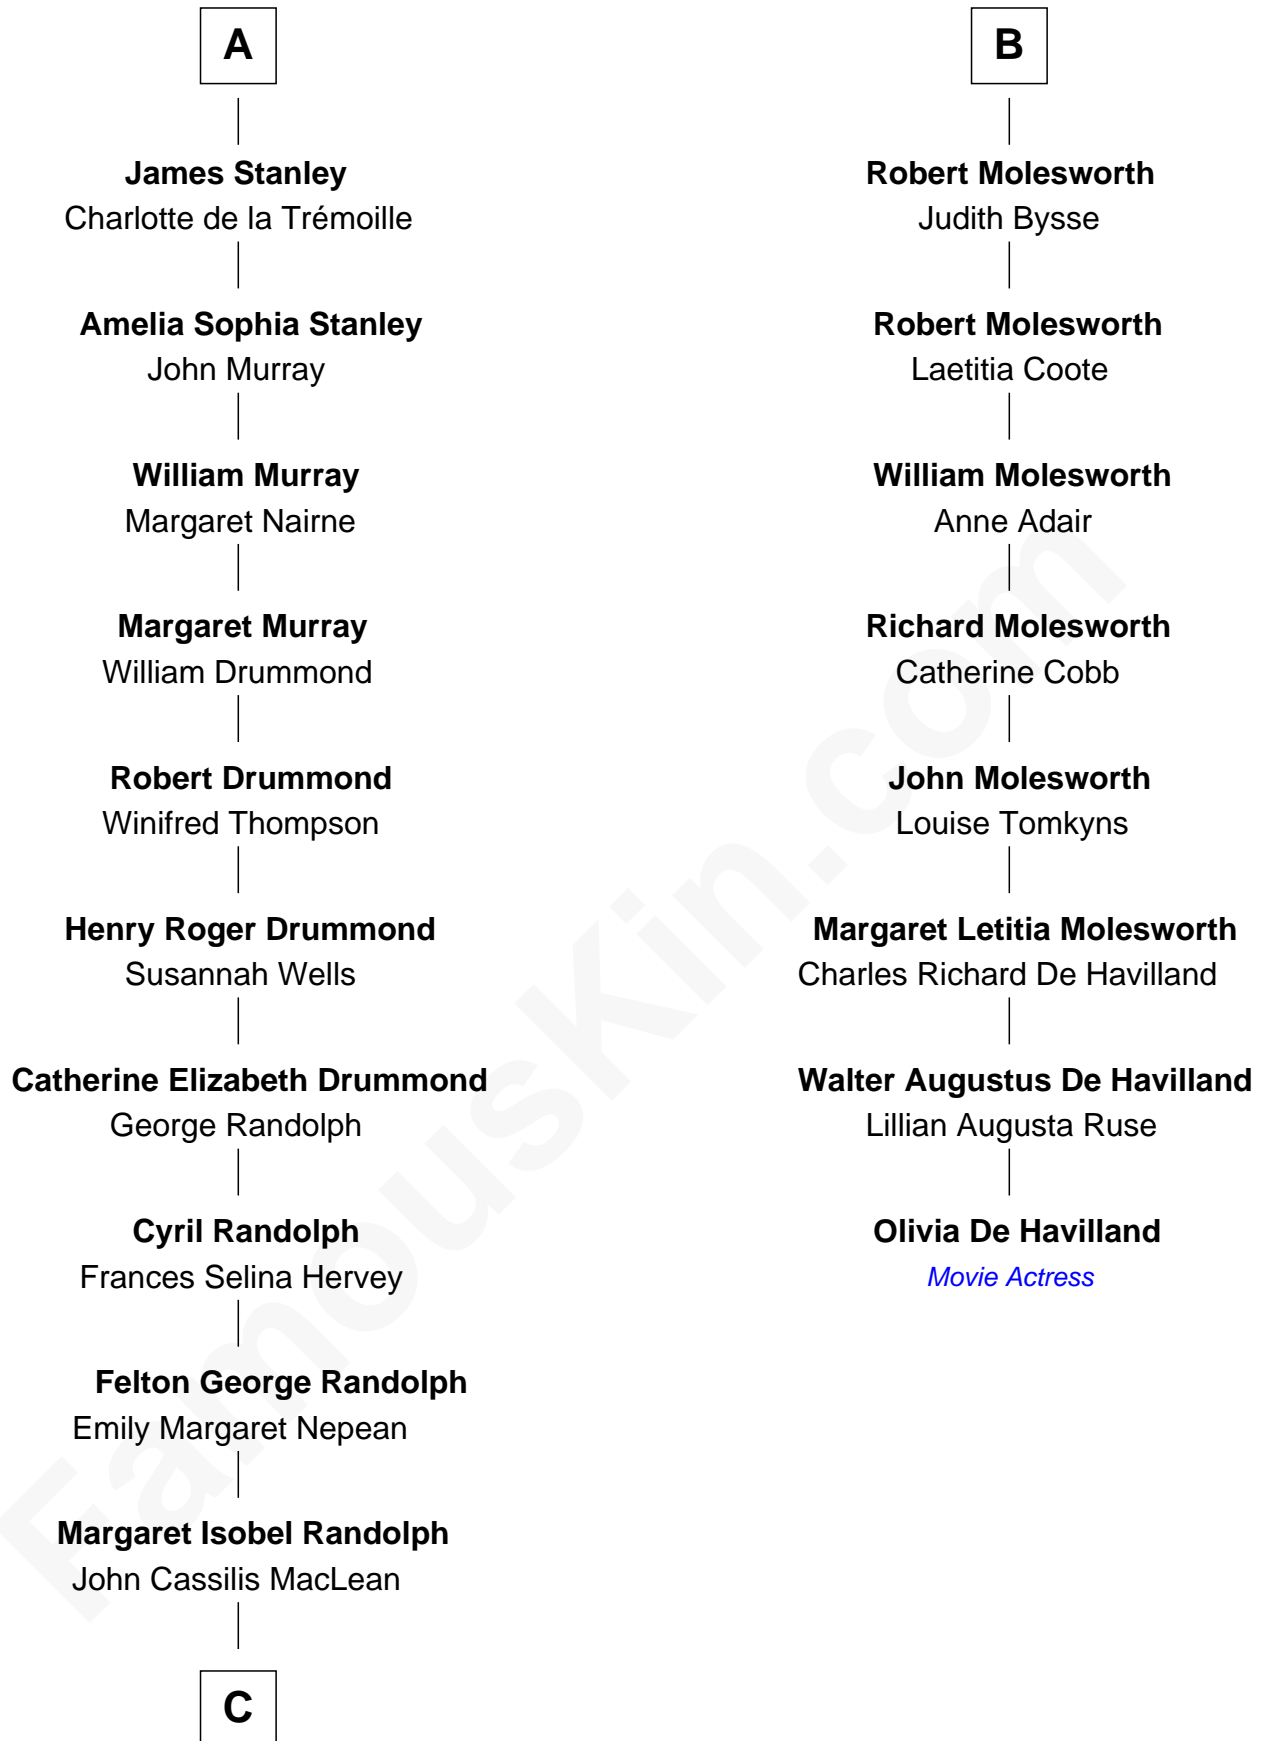 A
James Stanley
Charlotte de la Trémoille
Amelia Sophia Stanley
John Murray
William Murray
Margaret Nairne
Margaret Murray
William Drummond
Robert Drummond
Winifred Thompson
Henry Roger Drummond
Susannah Wells
Catherine Elizabeth Drummond
George Randolph
Cyril Randolph
Frances Selina Hervey
Felton George Randolph
Emily Margaret Nepean
Margaret Isobel Randolph
John Cassilis MacLean
C
B
Robert Molesworth
Judith Bysse
Robert Molesworth
Laetitia Coote
William Molesworth
Anne Adair
Richard Molesworth
Catherine Cobb
John Molesworth
Louise Tomkyns
Margaret Letitia Molesworth
Charles Richard De Havilland
Walter Augustus De Havilland
Lillian Augusta Ruse
Olivia De Havilland
Movie Actress
FamousKin.com